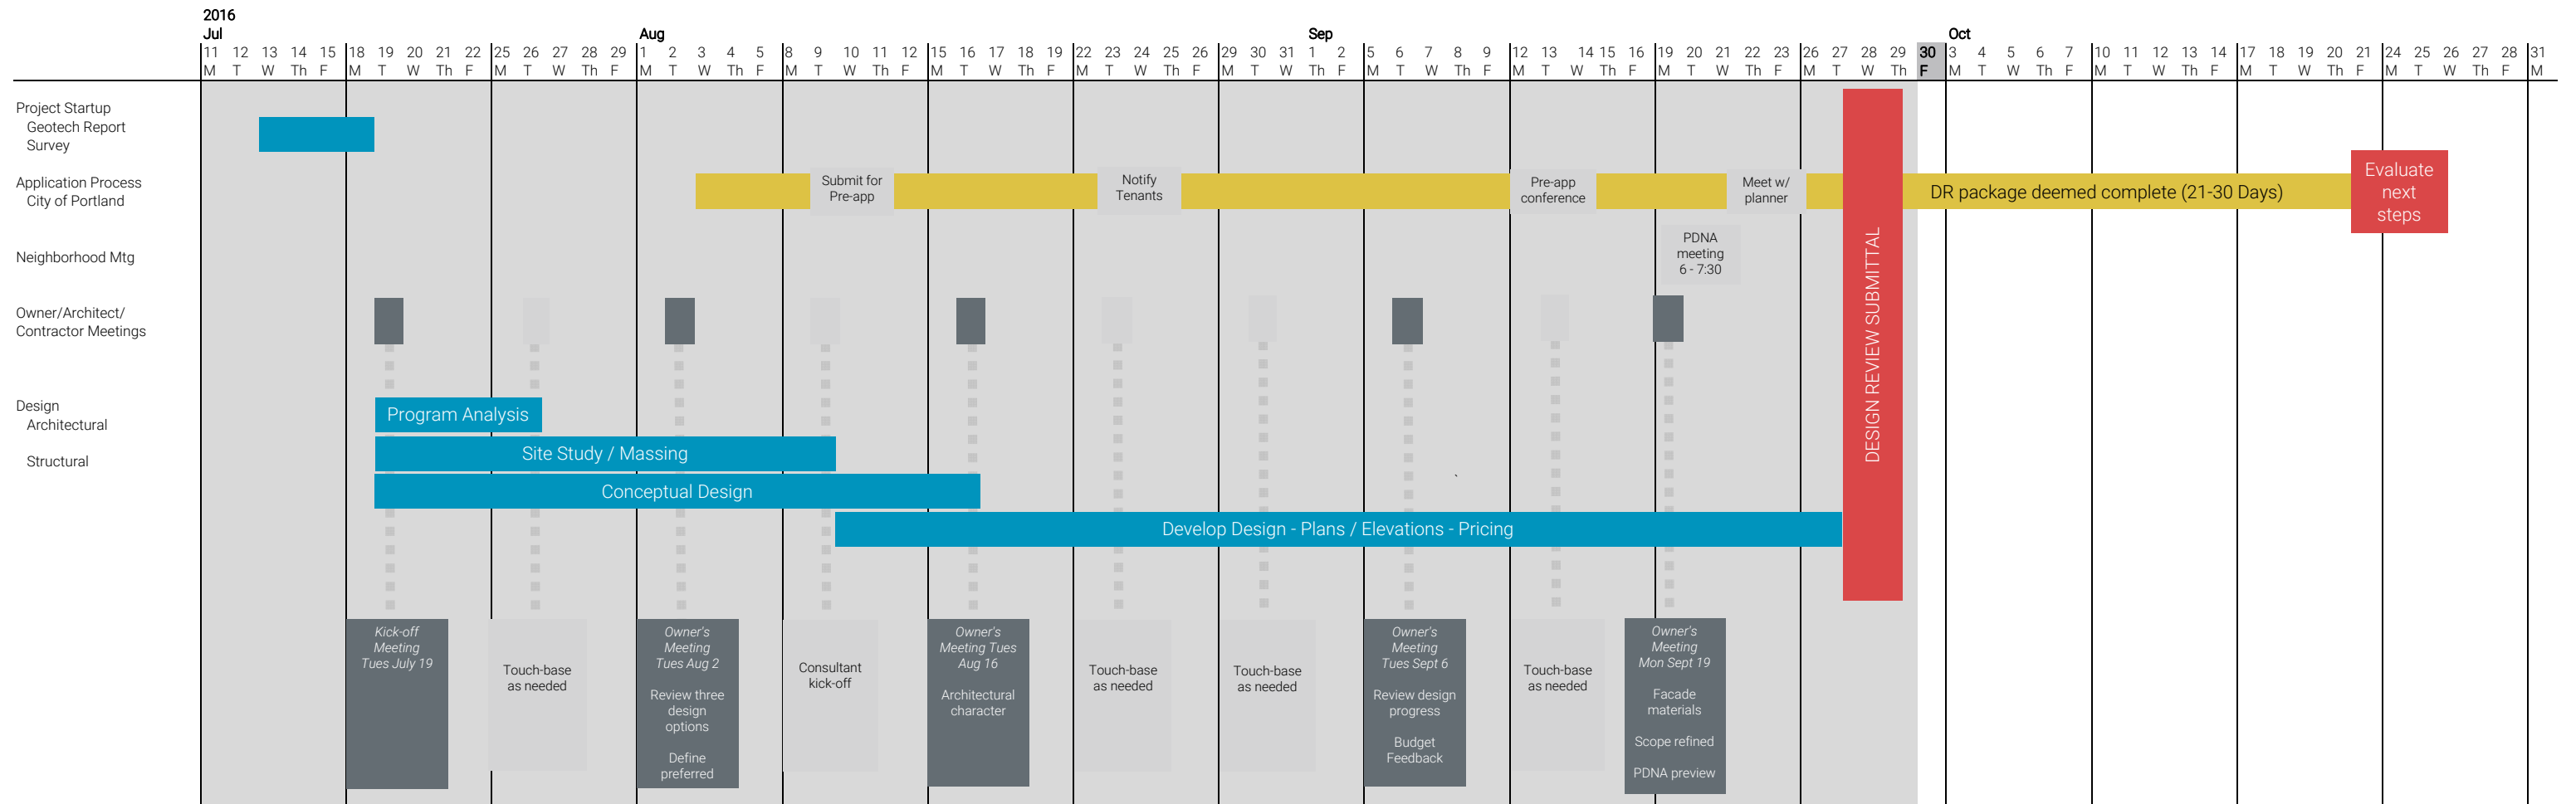 2016
Jul Aug Sep Oct
11 12 13 14 15 18 19 20 21 22 25 26 27 28 29 1 2 3 4 5 8 9 10 11 12 15 16 17 18 19 22 23 24 25 26 29 30 31 1 2 5 6 7 8 9 12 13 14 15 16 19 20 21 22 23 26 27 28 29 30 3 4 5 6 7 10 11 12 13 14 17 18 19 20 21 24 25 26 27 28 31
M T W Th F M T W Th F M T W Th F M T W Th F M T W Th F M T W Th F M T W Th F M T W Th F M T W Th F M T W Th F M T W Th F M T W Th F M T W Th F M T W Th F M T W Th F M T W Th F M
Project Startup
Geotech Report
Survey
Application Process
City of Portland
Submit for
Pre-app
Notify
Tenants
Pre-app
conference
Meet w/
planner
DR package deemed complete (21-30 Days)
Evaluate
next
steps
Neighborhood Mtg
PDNA
meeting
6 - 7:30
DESIGN REVIEW SUBMITTAL
Owner/Architect/
Contractor Meetings
Design
Architectural
Structural
Program Analysis
Site Study / Massing
Conceptual Design
Develop Design - Plans / Elevations - Pricing
Kick-off
Meeting
Tues July 19
Touch-base
as needed
Owner's
Meeting
Tues Aug 2
Review three
design
options
Define
preferred
Consultant
kick-off
Owner's
Meeting Tues
Aug 16
Architectural
character
Touch-base
as needed
Touch-base
as needed
Owner's
Meeting
Tues Sept 6
Review design
progress
Budget
Feedback
Touch-base
as needed
Owner's
Meeting
Mon Sept 19
Facade
materials
Scope refined
PDNA preview